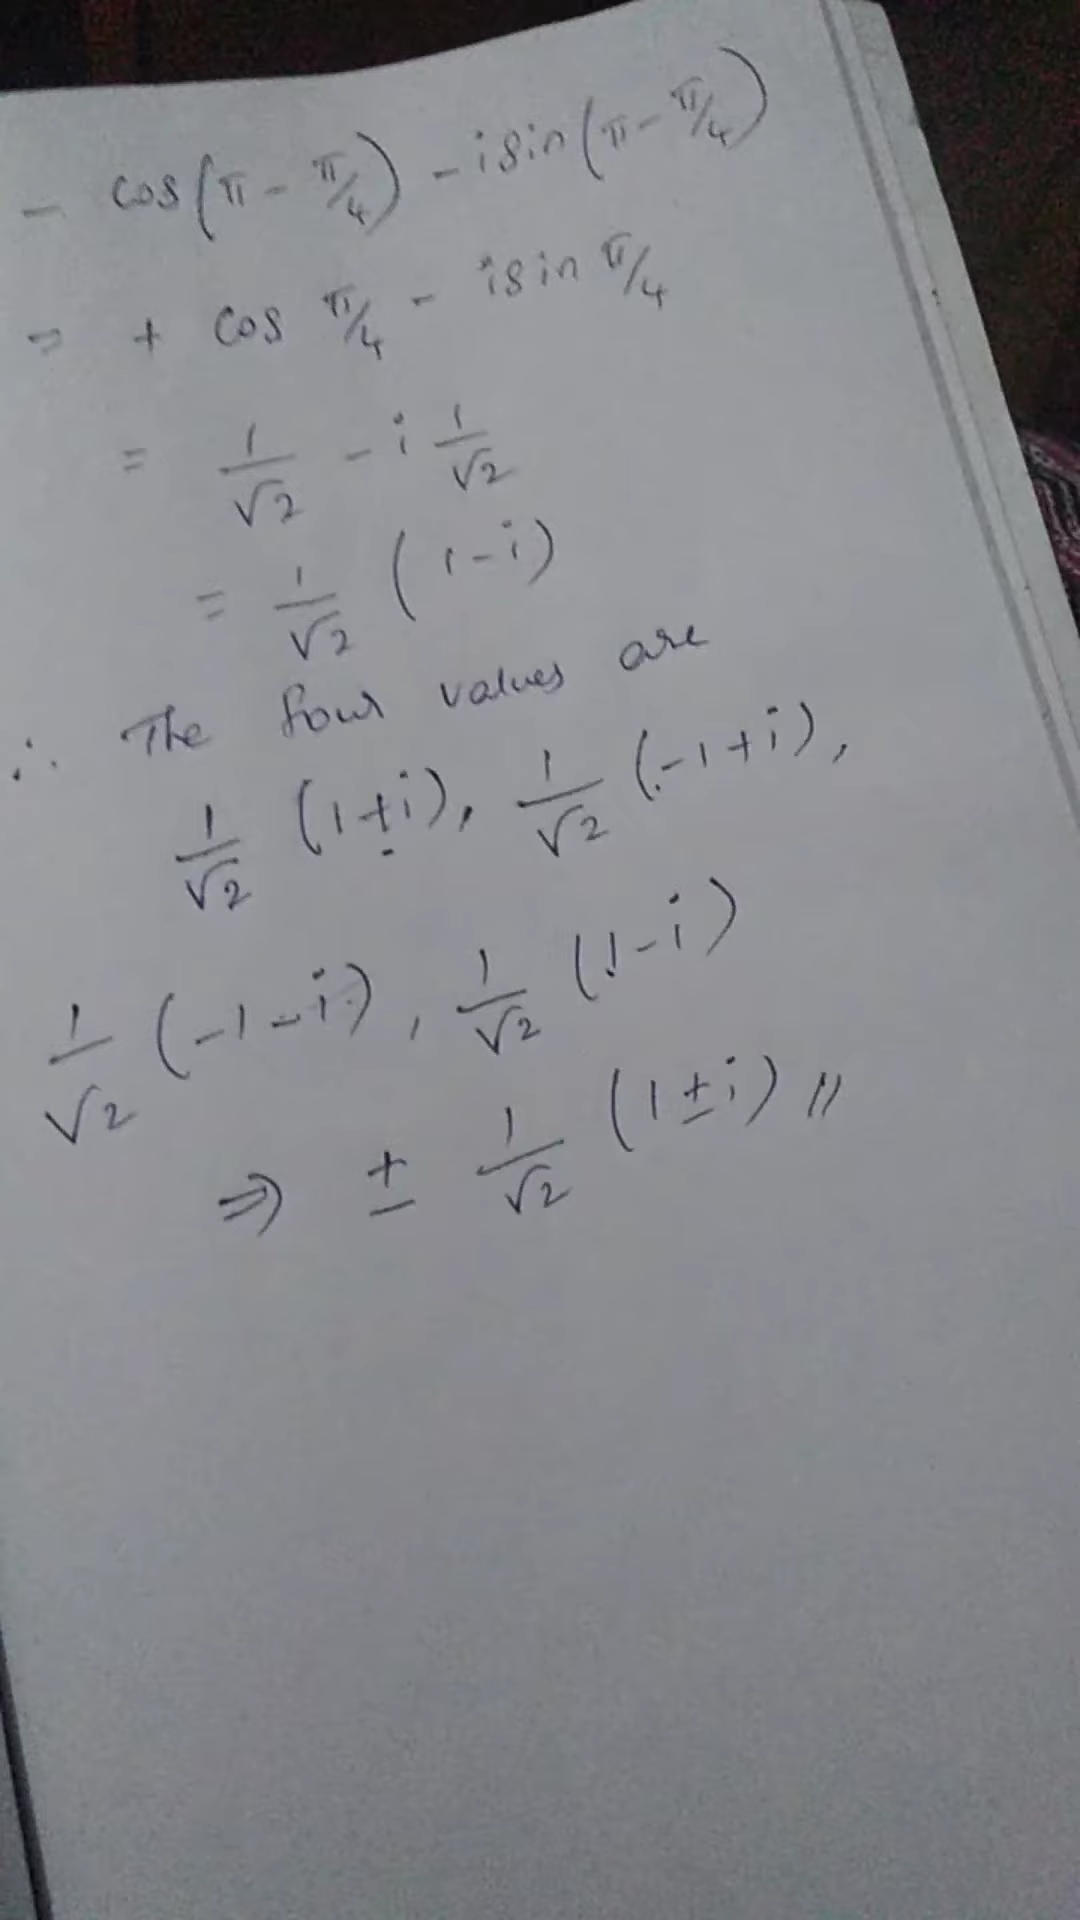 - cos(π - π/4) - i sin(π - π/4)
= + cos π/4 - i sin π/4
= 1/√2 - i 1/√2
= 1/√2 (1-i)
∴ The four values are
1/√2 (1+i), 1/√2 (-1+i),
1/√2 (-1-i), 1/√2 (1-i)
⇒ ± 1/√2 (1±i) //